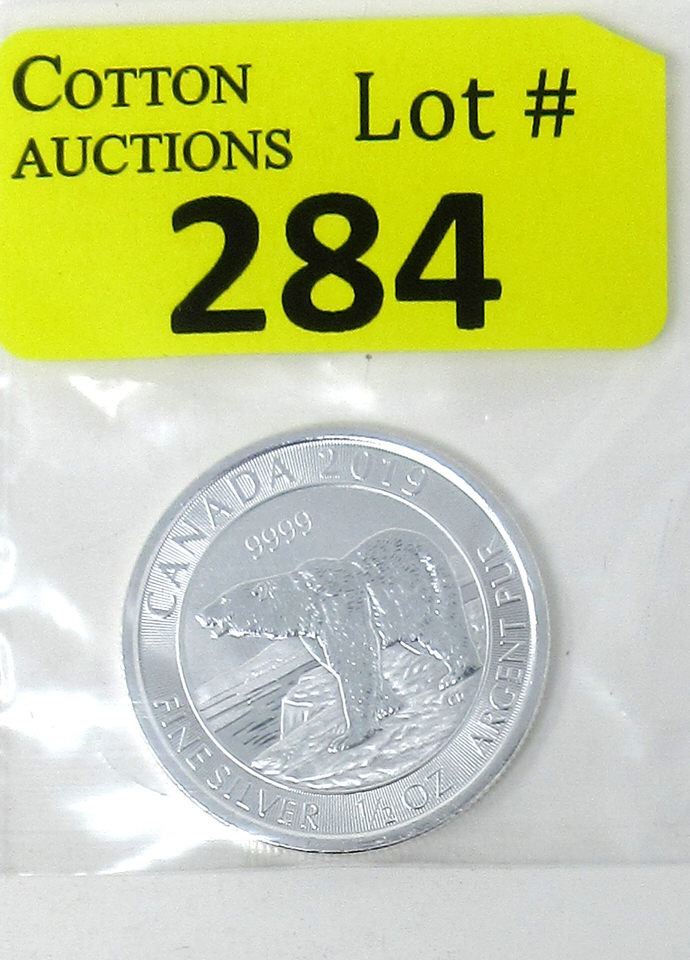 COTTON
AUCTIONS
Lot #
284
CANADA 2019
9999
FINE SILVER 1/2 OZ ARGENT PUR